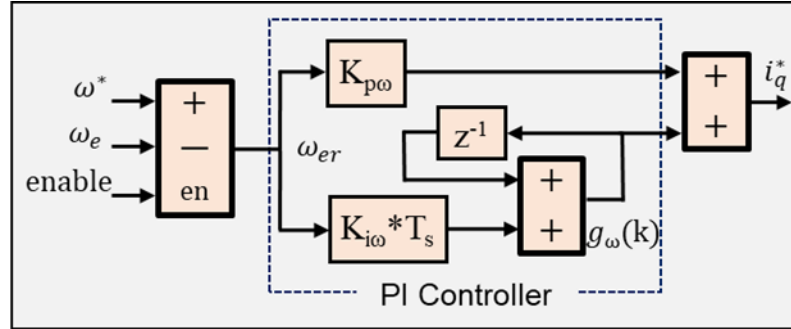 ω* + K_pω + i_q*
ω_e − ω_er z⁻¹ +
enable en K_iω*T_s + +
g_ω(k)
PI Controller